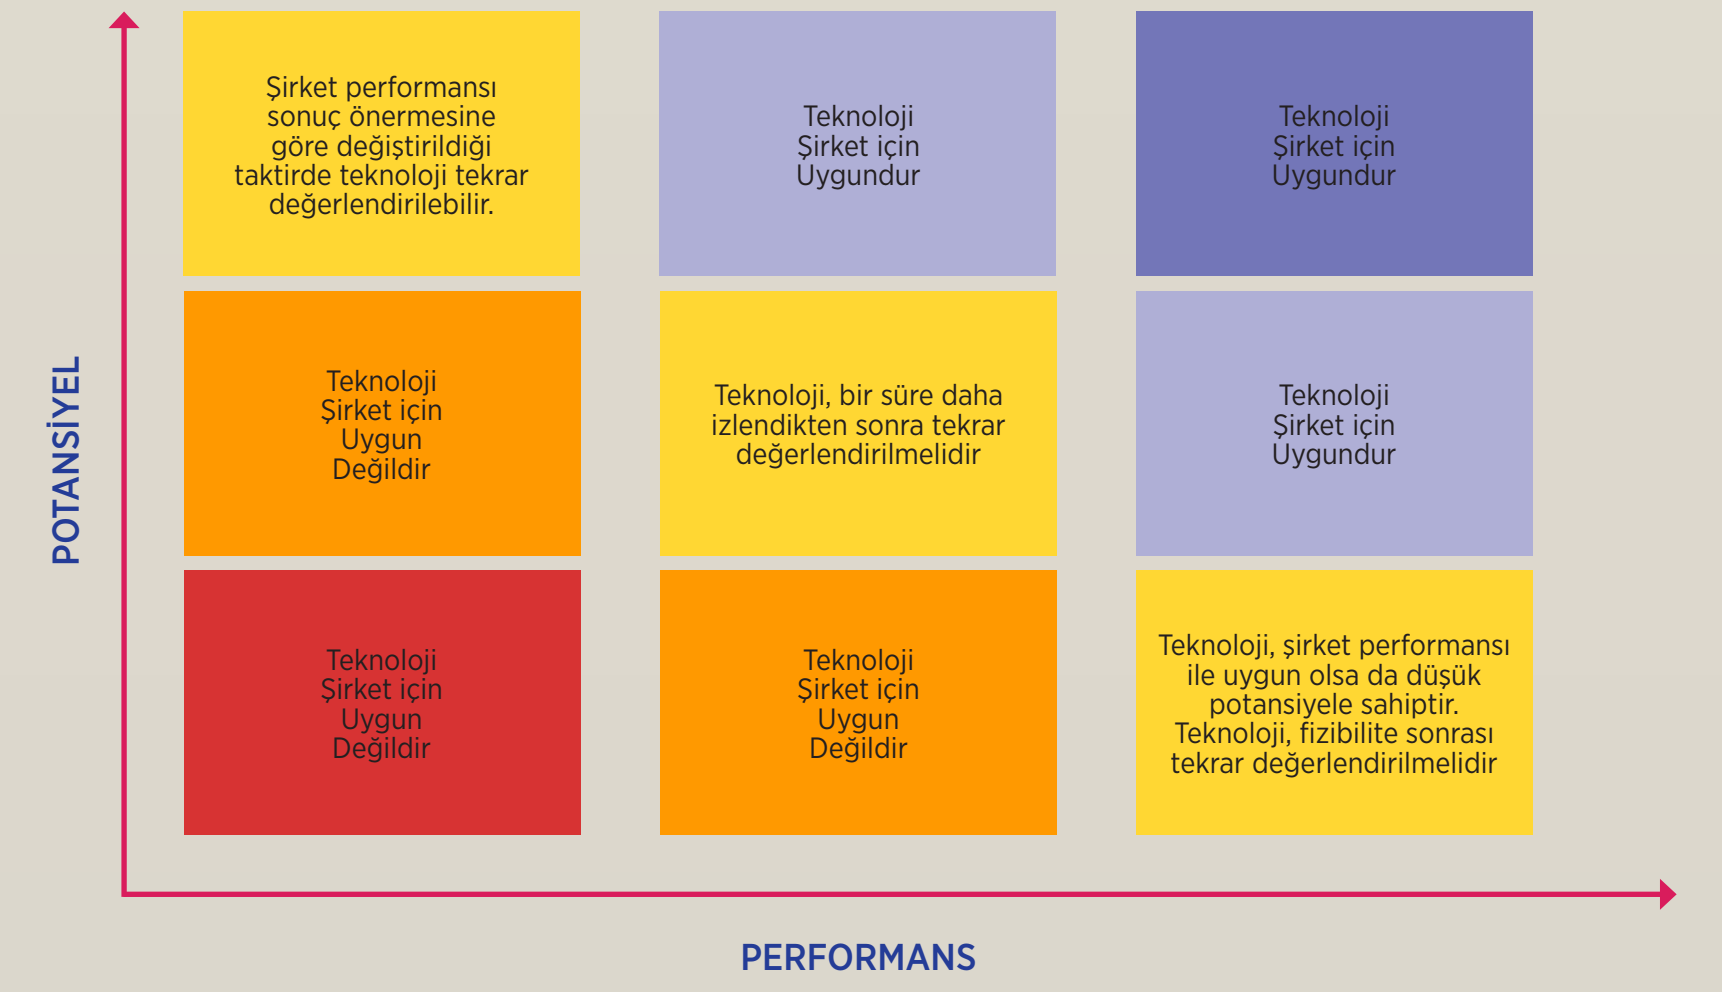 Şirket performansı
sonuç önermesine
göre değiştirildiği
taktirde teknoloji tekrar
değerlendirilebilir.
Teknoloji
Şirket için
Uygundur
Teknoloji
Şirket için
Uygundur
POTANSİYEL
Teknoloji
Şirket için
Uygun
Değildir
Teknoloji, bir süre daha
izlendikten sonra tekrar
değerlendirilmelidir
Teknoloji
Şirket için
Uygundur
Teknoloji
Şirket için
Uygun
Değildir
Teknoloji
Şirket için
Uygun
Değildir
Teknoloji, şirket performansı
ile uygun olsa da düşük
potansiyele sahiptir.
Teknoloji, fizibilite sonrası
tekrar değerlendirilmelidir
PERFORMANS